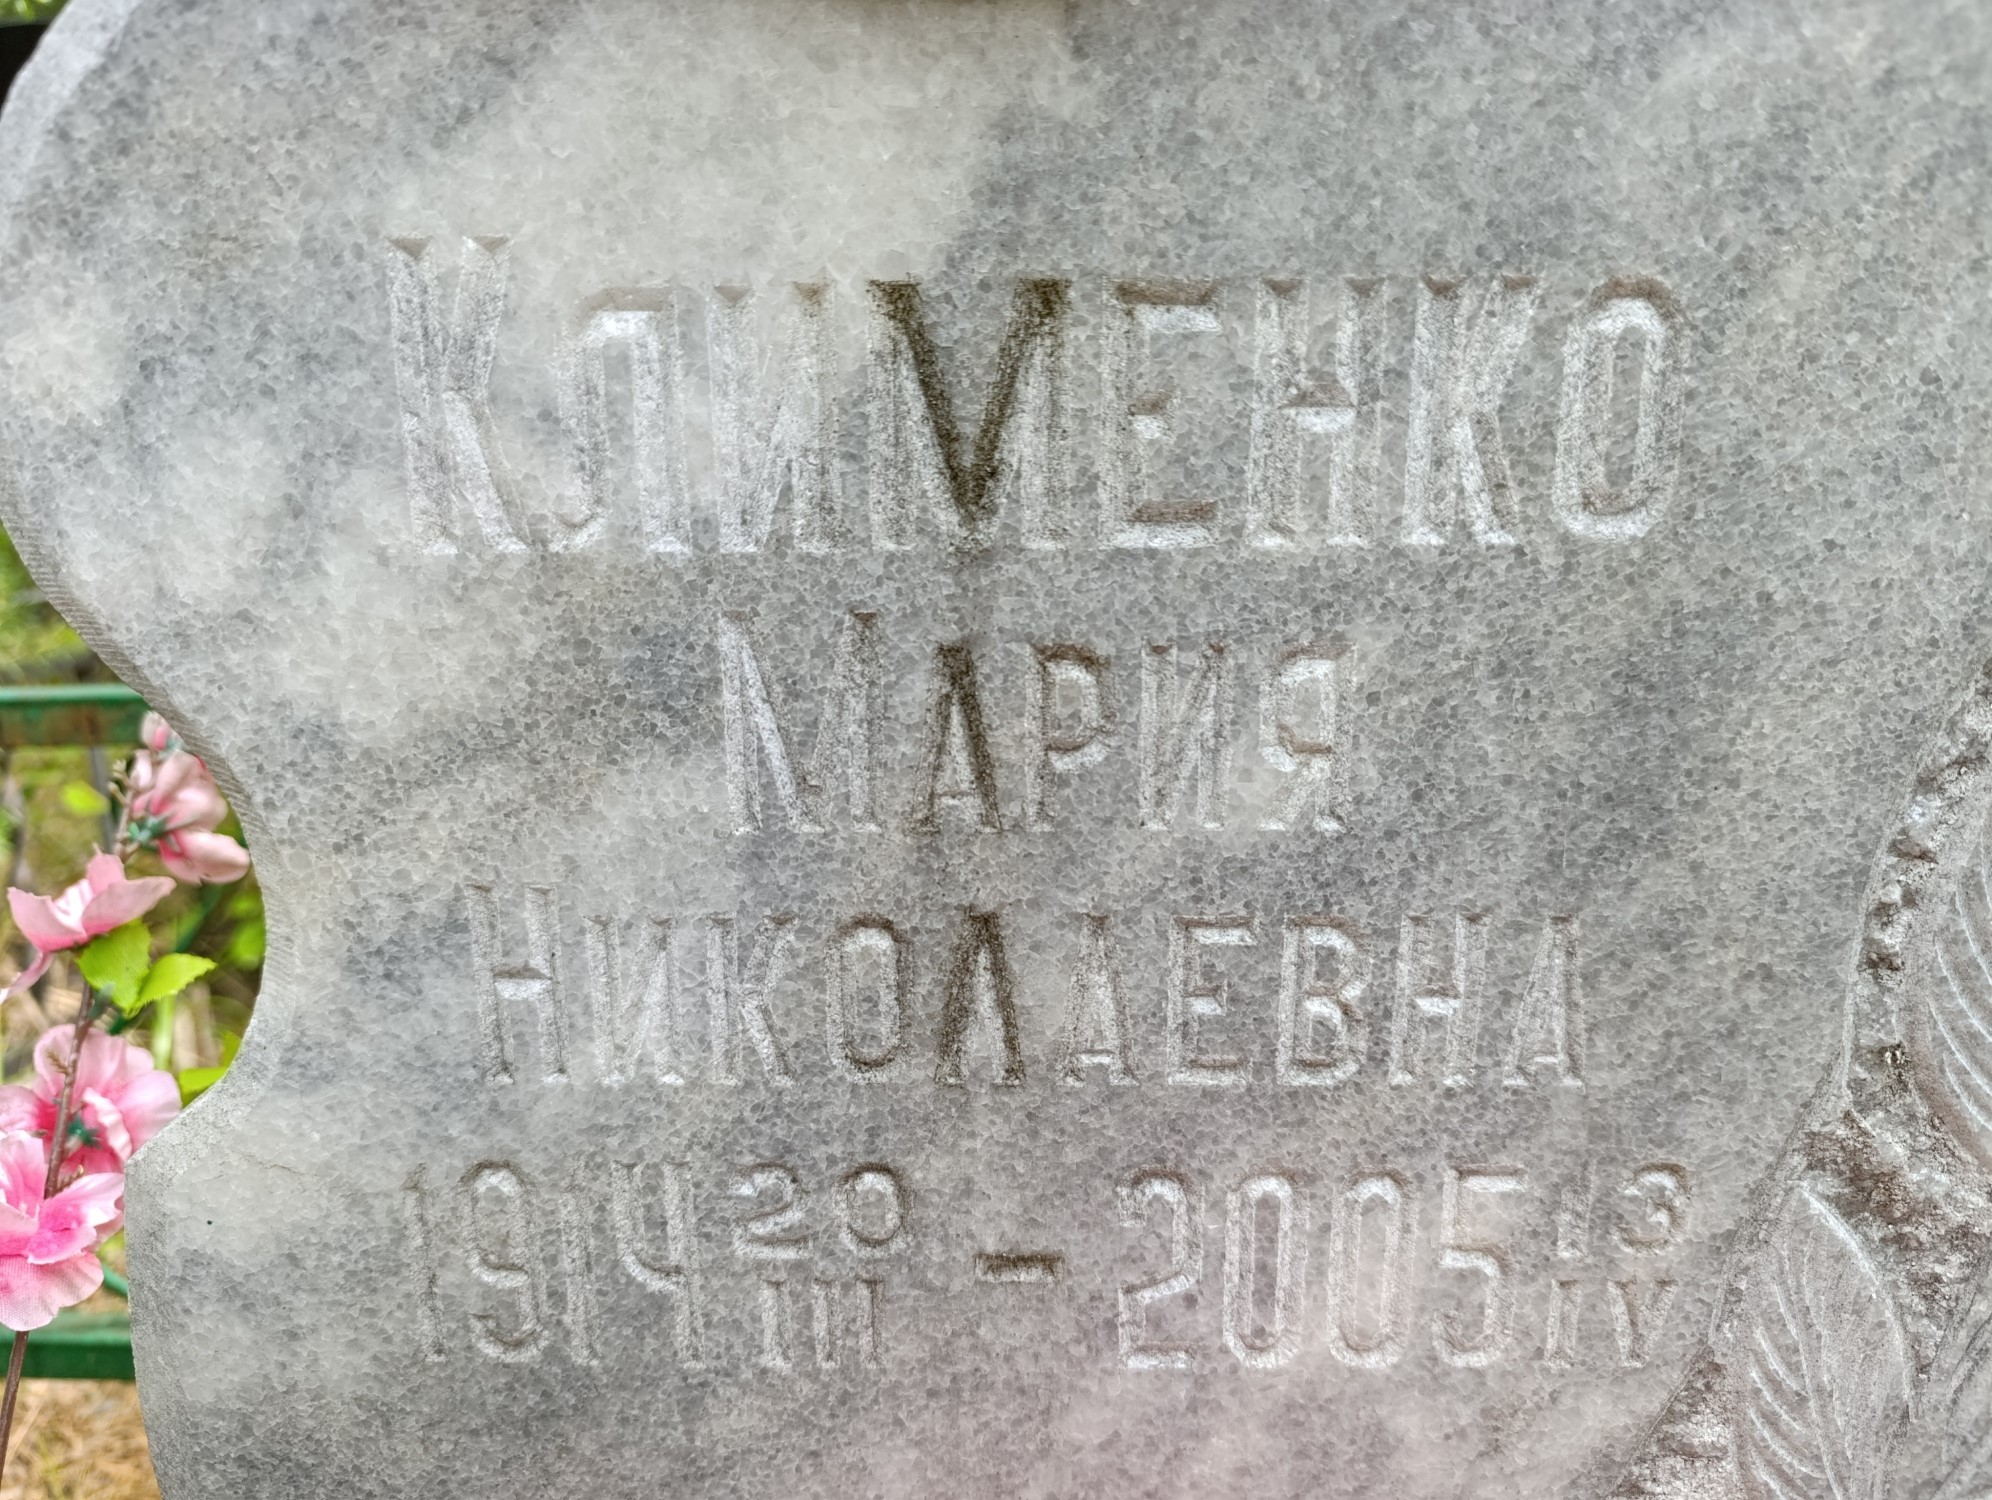 Клименко
Мария
Николаевна
1914 20/III – 2005 13/IV